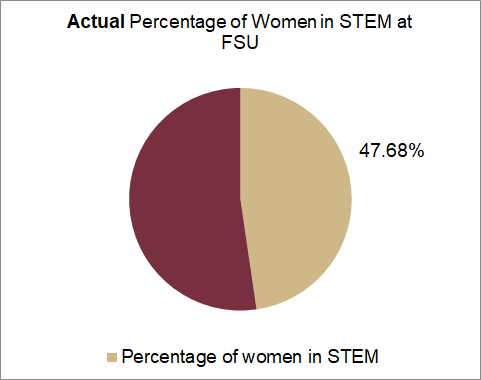 Actual Percentage of Women in STEM at
FSU
47.68%
Percentage of women in STEM